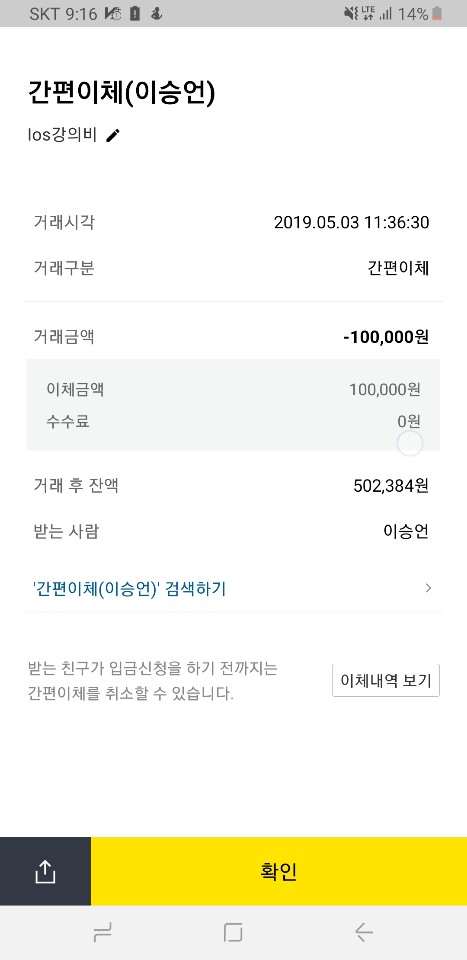 SKT 9:16 LTE 14%
간편이체(이승언)
Ios강의비
거래시각 2019.05.03 11:36:30
거래구분 간편이체
거래금액 -100,000원
이체금액 100,000원
수수료 0원
거래 후 잔액 502,384원
받는 사람 이승언
'간편이체(이승언)' 검색하기
받는 친구가 입금신청을 하기 전까지는
간편이체를 취소할 수 있습니다.
이체내역 보기
확인